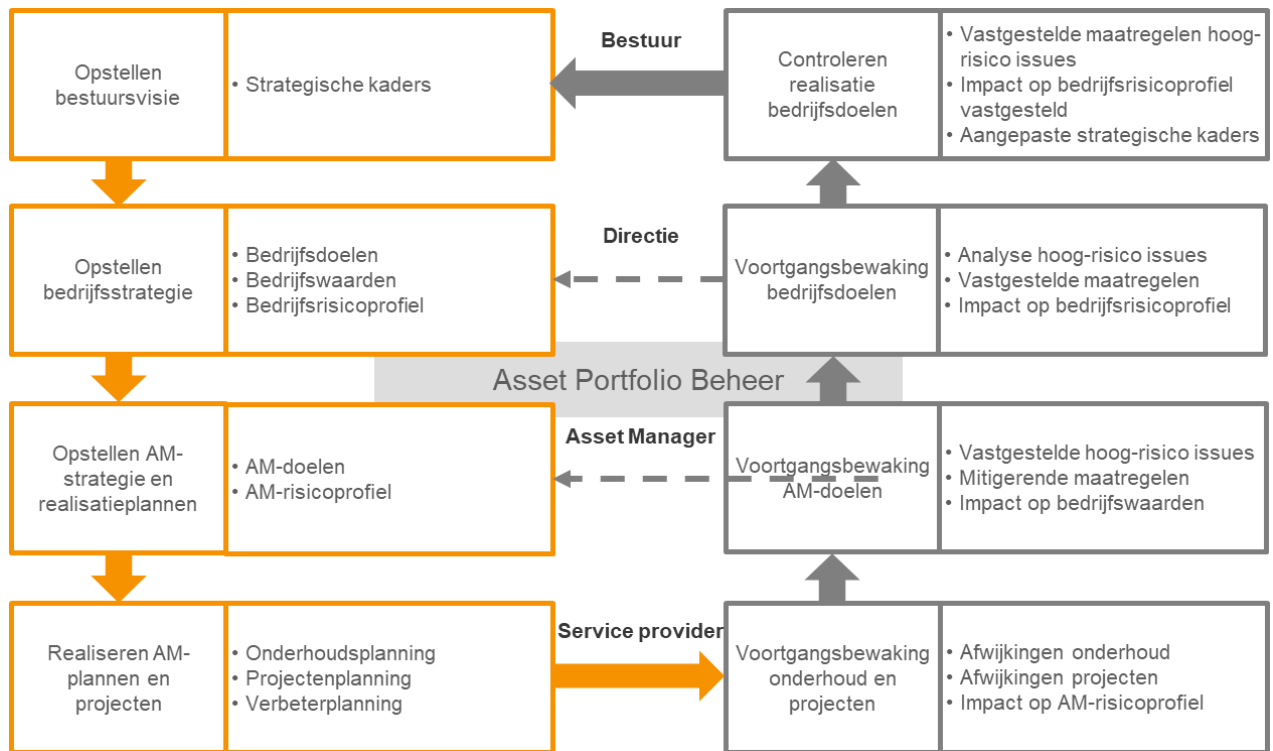 Opstellen
bestuursvisie
• Strategische kaders
Bestuur
Controleren
realisatie
bedrijfsdoelen
• Vastgestelde maatregelen hoog-
risico issues
• Impact op bedrijfsrisicoprofiel
vastgesteld
• Aangepaste strategische kaders
Opstellen
bedrijfsstrategie
• Bedrijfsdoelen
• Bedrijfswaarden
• Bedrijfsrisicoprofiel
Directie
Voortgangsbewaking
bedrijfsdoelen
• Analyse hoog-risico issues
• Vastgestelde maatregelen
• Impact op bedrijfsrisicoprofiel
Asset Portfolio Beheer
Opstellen AM-
strategie en
realisatieplannen
• AM-doelen
• AM-risicoprofiel
Asset Manager
Voortgangsbewaking
AM-doelen
• Vastgestelde hoog-risico issues
• Mitigerende maatregelen
• Impact op bedrijfswaarden
Realiseren AM-
plannen en
projecten
• Onderhoudsplanning
• Projectenplanning
• Verbeterplanning
Service provider
Voortgangsbewaking
onderhoud en
projecten
• Afwijkingen onderhoud
• Afwijkingen projecten
• Impact op AM-risicoprofiel